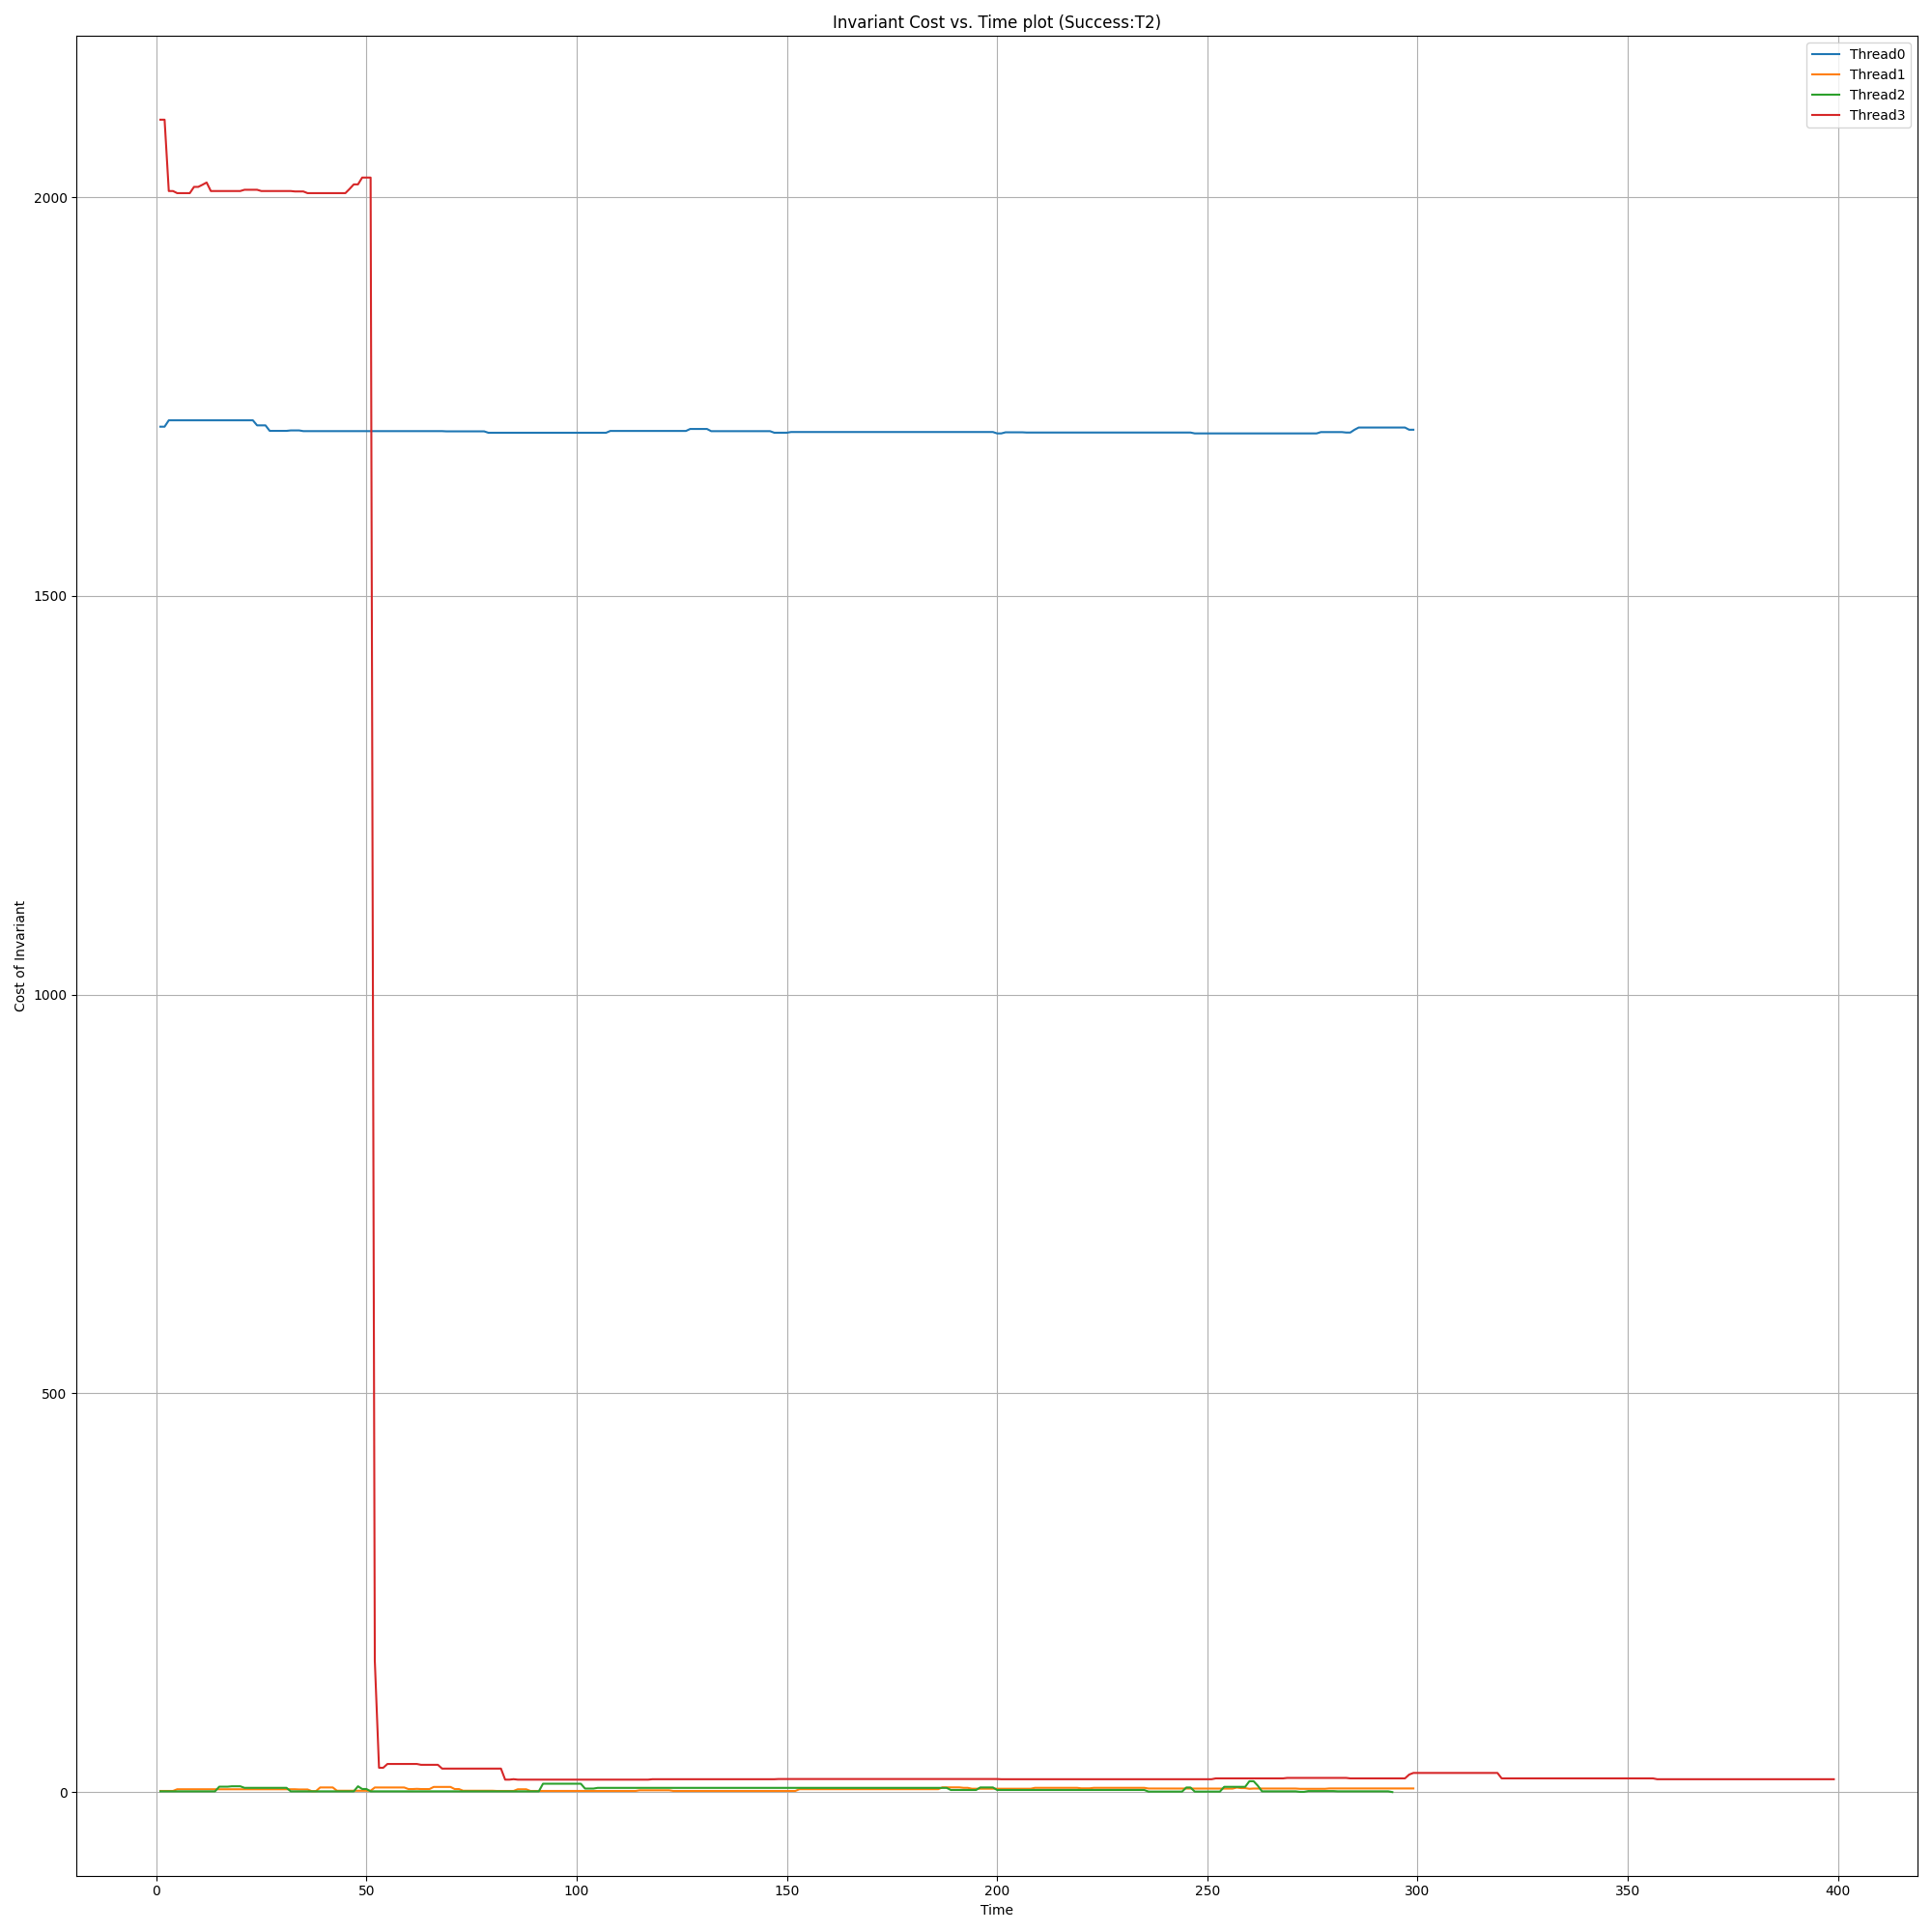 Invariant Cost vs. Time plot (Success:T2)
Thread0
Thread1
Thread2
Thread3
2000
1500
1000
500
0
Cost of Invariant
0 50 100 150 200 250 300 350 400
Time